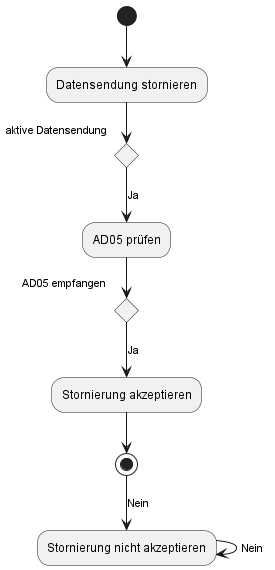 Datensendung stornieren
aktive Datensendung
Ja
AD05 prüfen
AD05 empfangen
Ja
Stornierung akzeptieren
Nein
Stornierung nicht akzeptieren
Nein